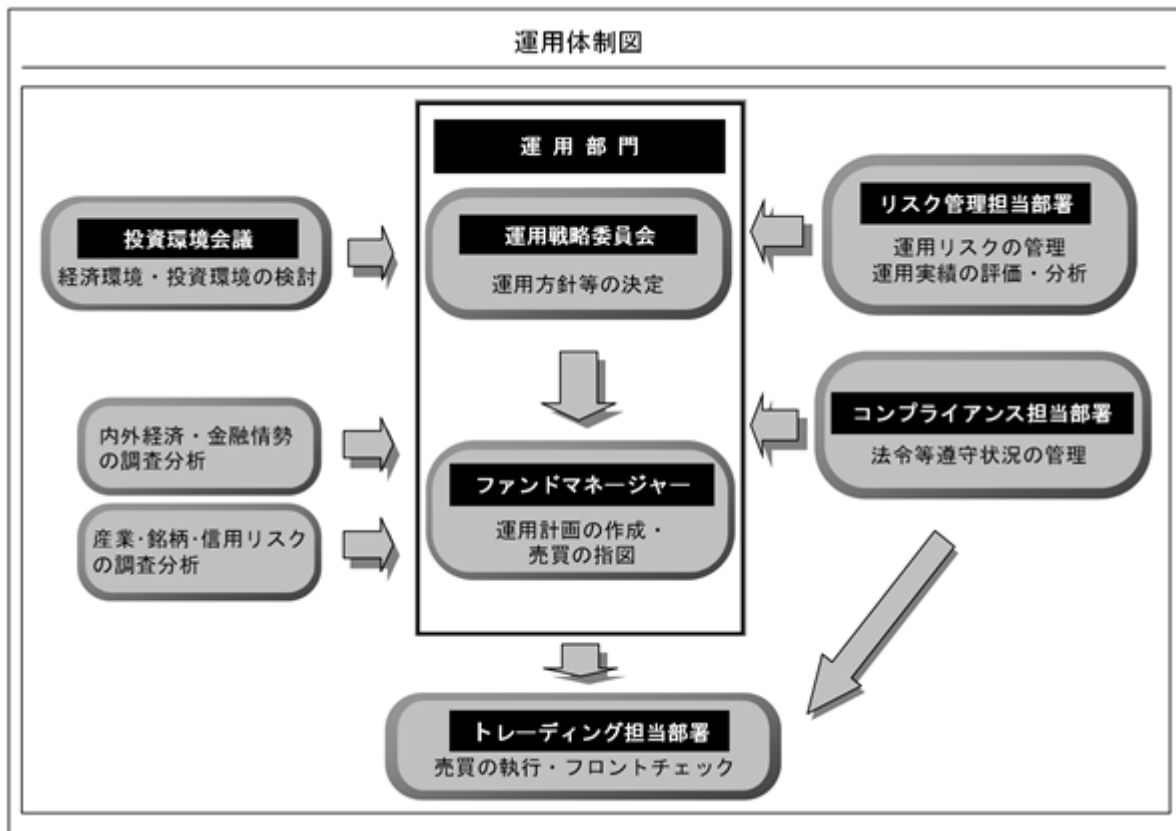 運用体制図
運用部門
投資環境会議
経済環境・投資環境の検討
運用戦略委員会
運用方針等の決定
リスク管理担当部署
運用リスクの管理
運用実績の評価・分析
内外経済・金融情勢
の調査分析
産業・銘柄・信用リスク
の調査分析
ファンドマネージャー
運用計画の作成・
売買の指図
コンプライアンス担当部署
法令等遵守状況の管理
トレーディング担当部署
売買の執行・フロントチェック